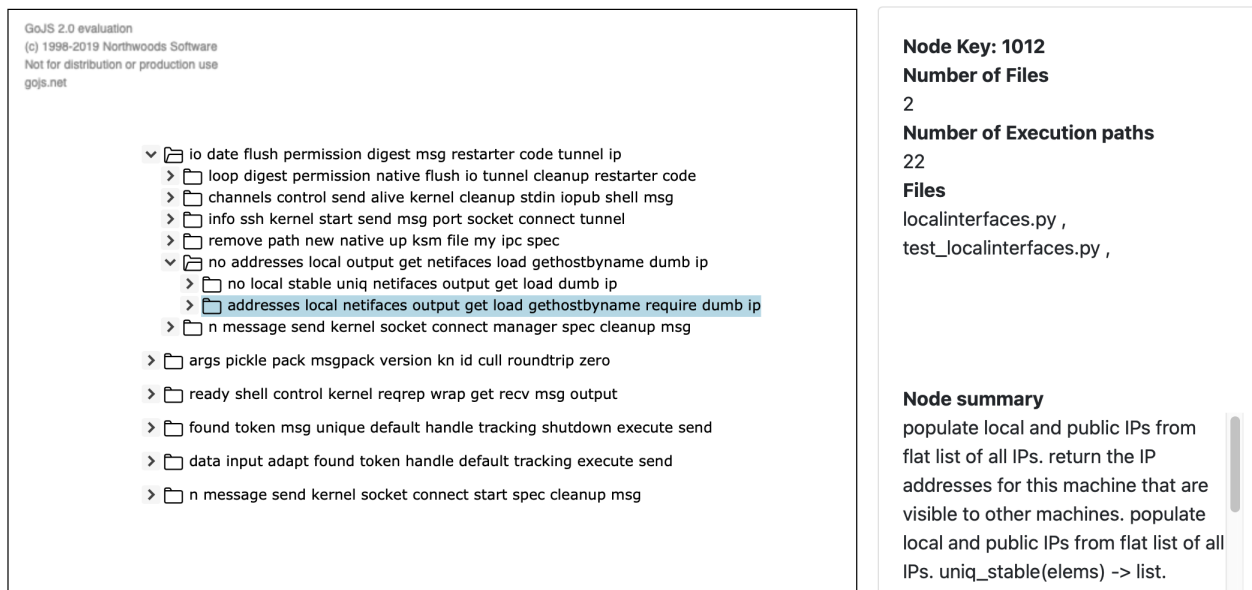 GoJS 2.0 evaluation
(c) 1998-2019 Northwoods Software
Not for distribution or production use
gojs.net
io date flush permission digest msg restarter code tunnel ip
loop digest permission native flush io tunnel cleanup restarter code
channels control send alive kernel cleanup stdin iopub shell msg
info ssh kernel start send msg port socket connect tunnel
remove path new native up ksm file my ipc spec
no addresses local output get netifaces load gethostbyname dumb ip
no local stable uniq netifaces output get load dumb ip
addresses local netifaces output get load gethostbyname require dumb ip
n message send kernel socket connect manager spec cleanup msg
args pickle pack msgpack version kn id cull roundtrip zero
ready shell control kernel reqrep wrap get recv msg output
found token msg unique default handle tracking shutdown execute send
data input adapt found token handle default tracking execute send
n message send kernel socket connect start spec cleanup msg
Node Key: 1012
Number of Files
2
Number of Execution paths
22
Files
localinterfaces.py ,
test_localinterfaces.py ,
Node summary
populate local and public IPs from
flat list of all IPs. return the IP
addresses for this machine that are
visible to other machines. populate
local and public IPs from flat list of all
IPs. uniq_stable(elems) -> list.